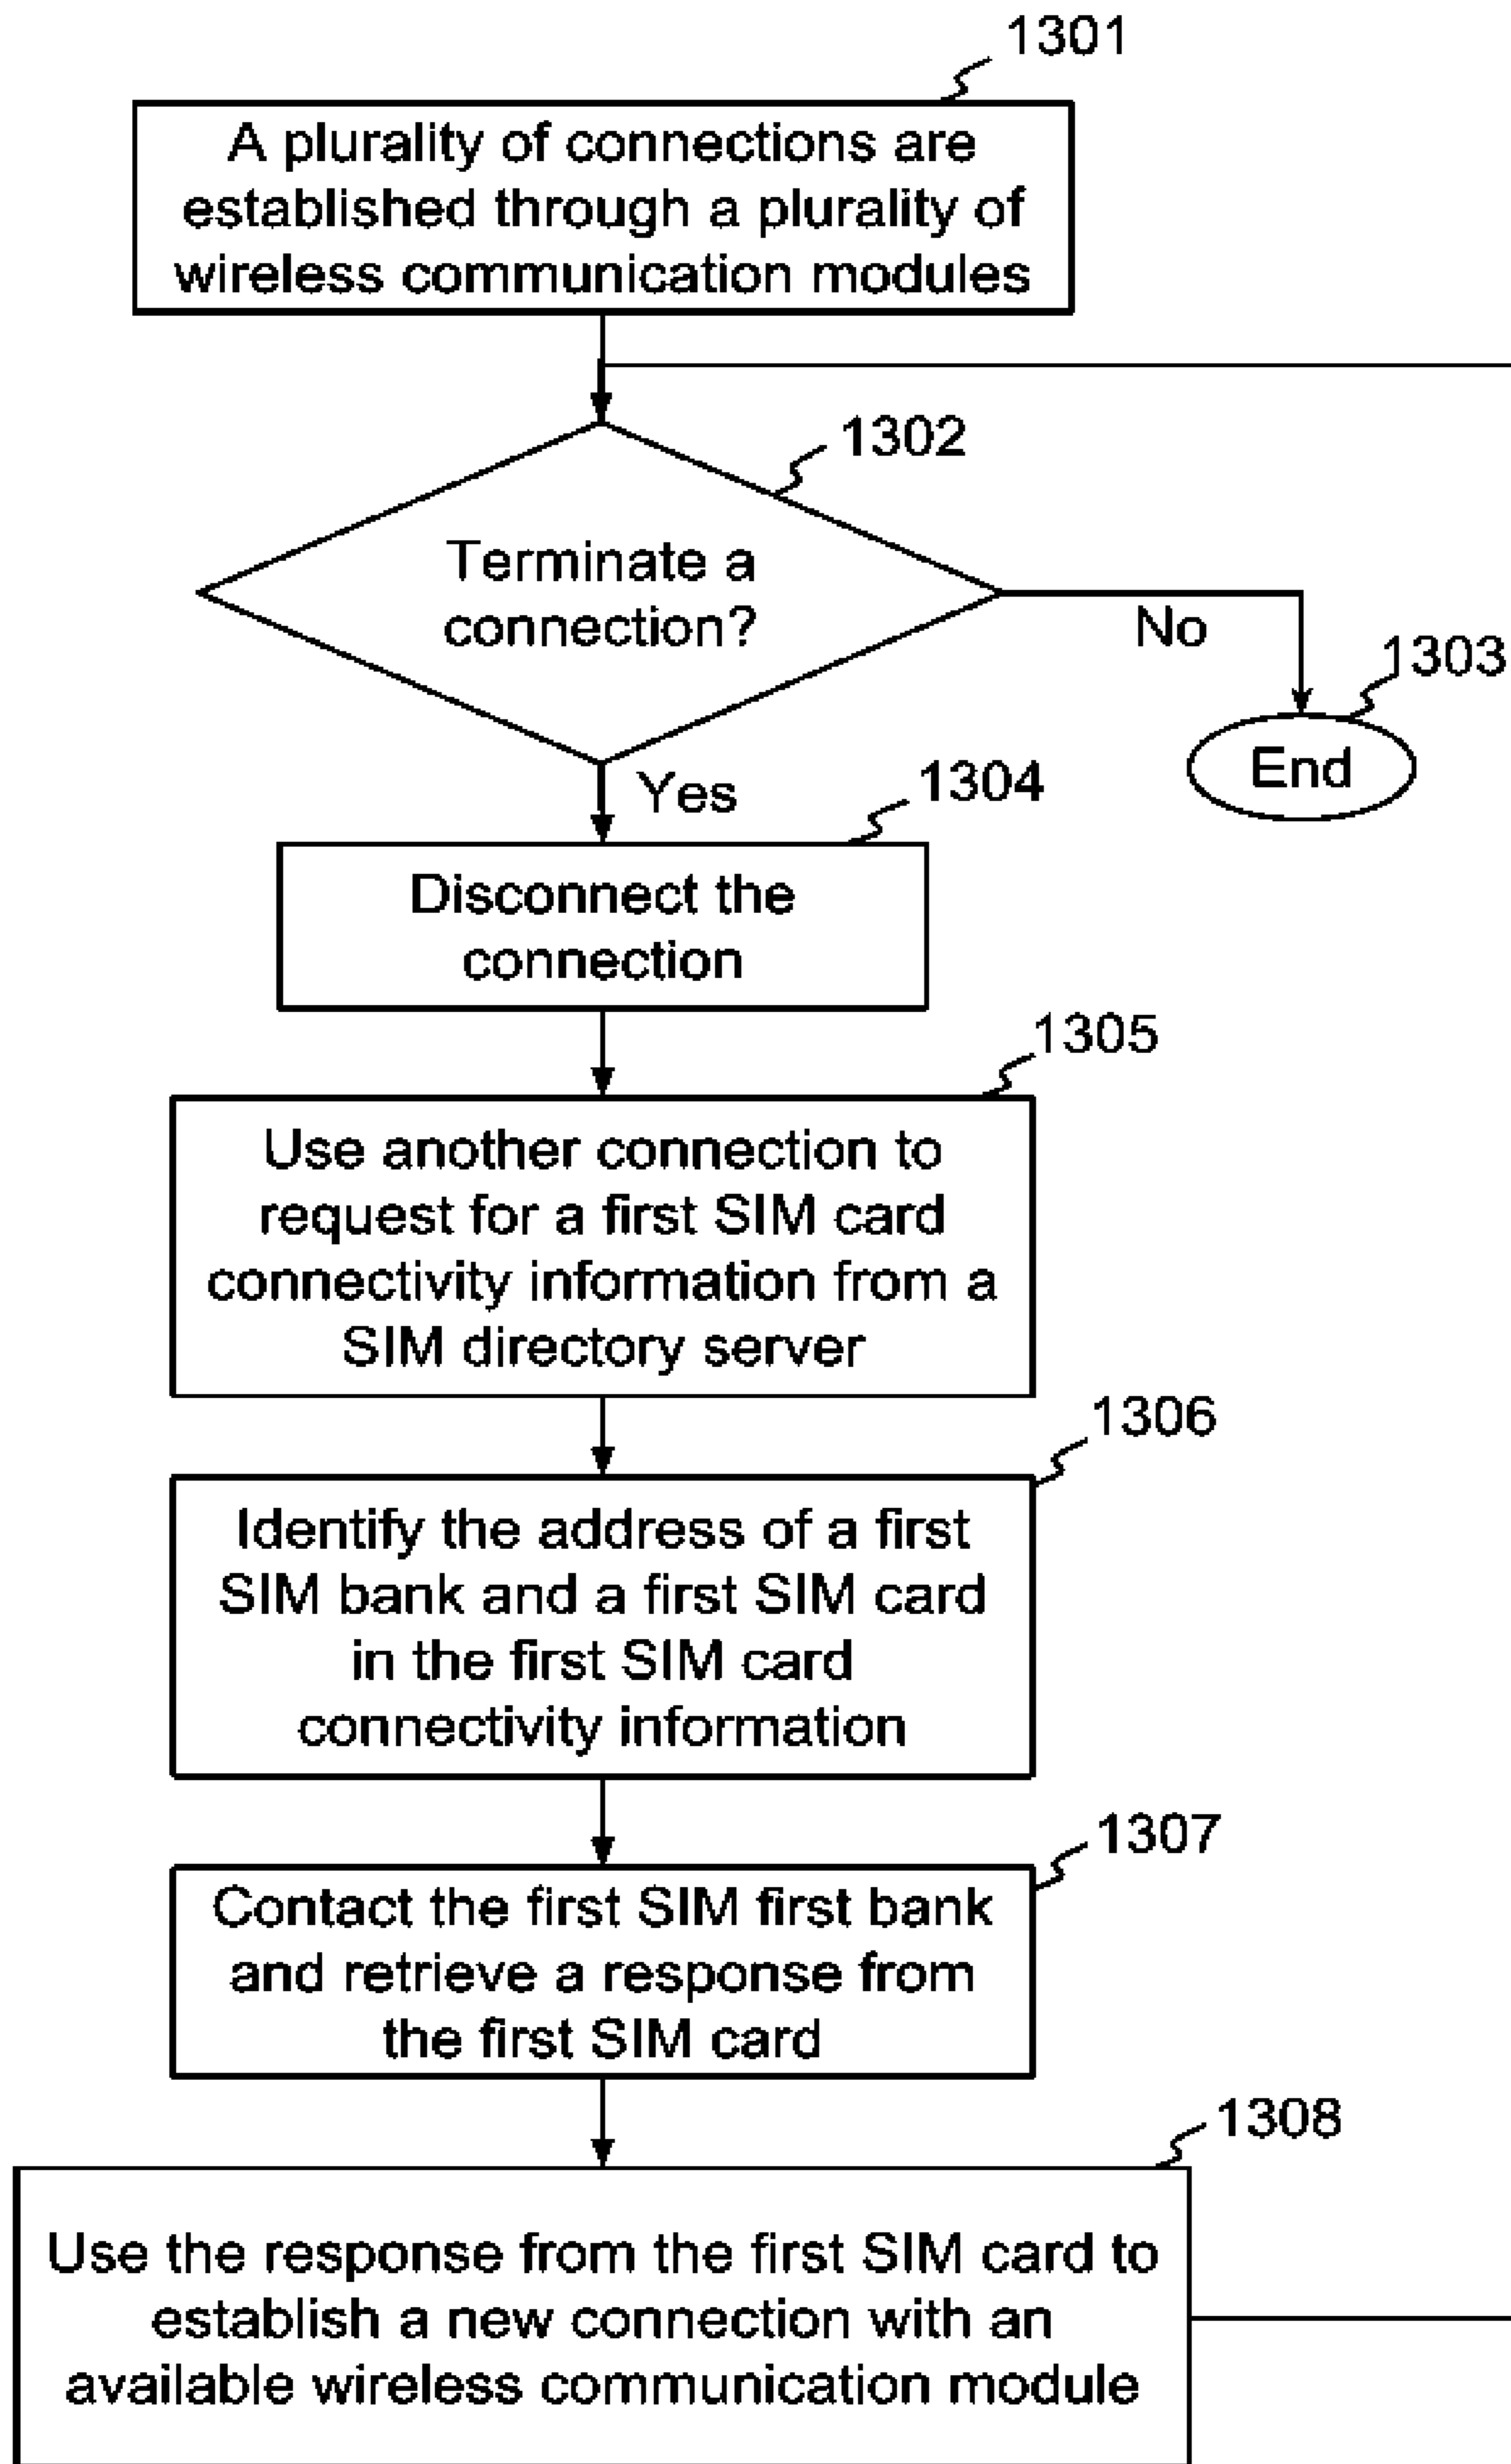 1301
A plurality of connections are
established through a plurality of
wireless communication modules
1302
Terminate a
connection?
No
1303
End
Yes
1304
Disconnect the
connection
1305
Use another connection to
request for a first SIM card
connectivity information from a
SIM directory server
1306
Identify the address of a first
SIM bank and a first SIM card
in the first SIM card
connectivity information
1307
Contact the first SIM first bank
and retrieve a response from
the first SIM card
1308
Use the response from the first SIM card to
establish a new connection with an
available wireless communication module